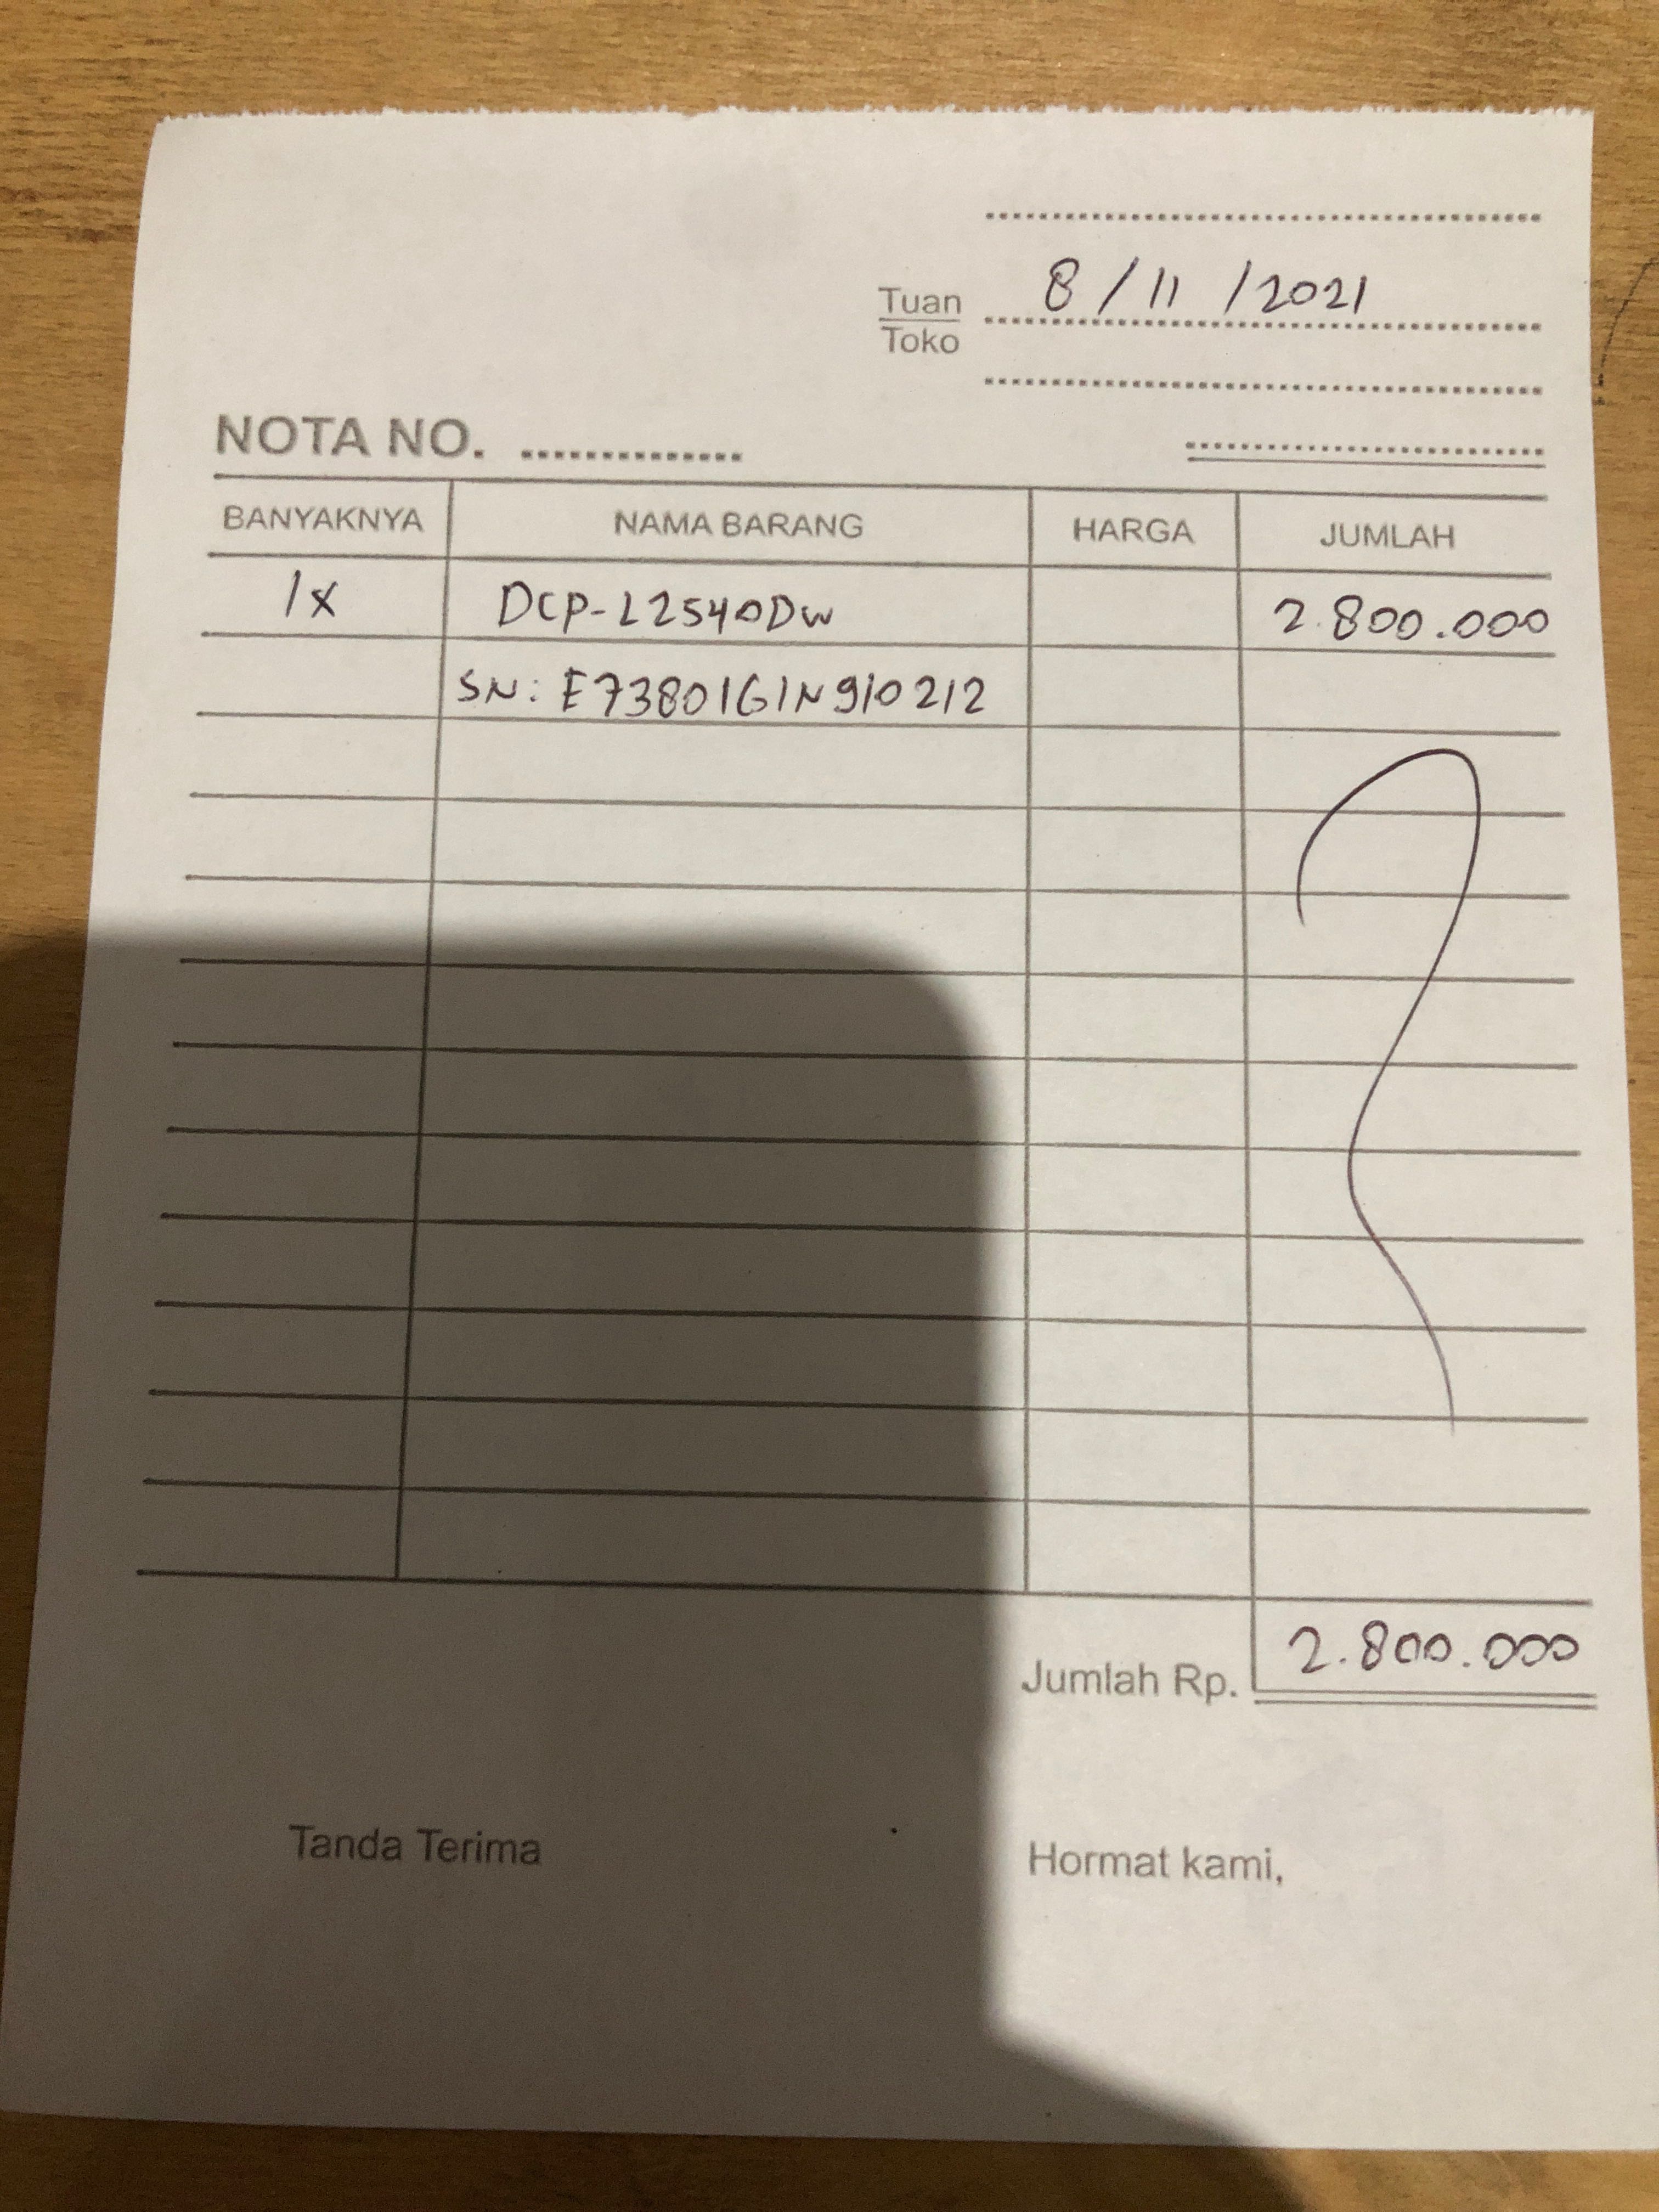 8/11/2021
Tuan
Toko
NOTA NO.
BANYAKNYA NAMA BARANG HARGA JUMLAH
1x DCP-L2540DW 2.800.000
SN: E73801G1N910212
Jumlah Rp. 2.800.000
Tanda Terima Hormat kami,